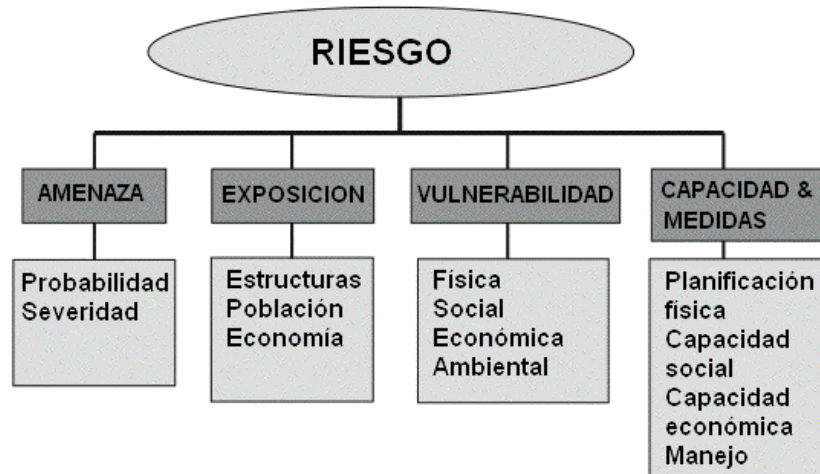 RIESGO
AMENAZA
Probabilidad
Severidad
EXPOSICION
Estructuras
Población
Economía
VULNERABILIDAD
Física
Social
Económica
Ambiental
CAPACIDAD &
MEDIDAS
Planificación
física
Capacidad
social
Capacidad
económica
Manejo